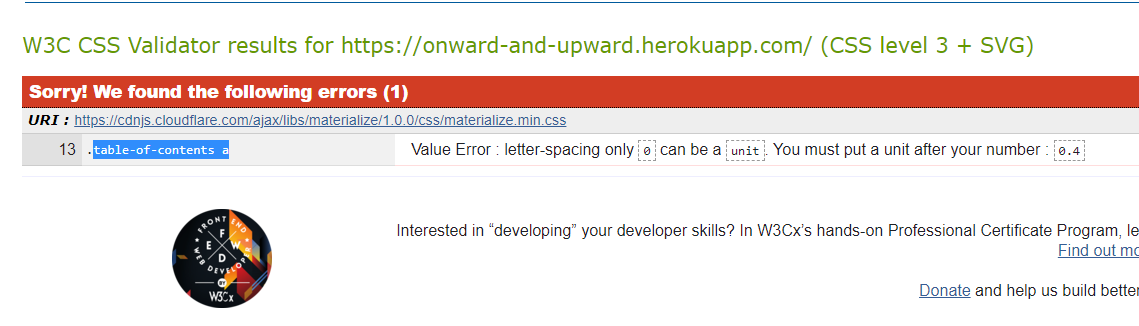 W3C CSS Validator results for https://onward-and-upward.herokuapp.com/ (CSS level 3 + SVG)
Sorry! We found the following errors (1)
URI : https://cdnjs.cloudflare.com/ajax/libs/materialize/1.0.0/css/materialize.min.css
13 .table-of-contents a Value Error : letter-spacing only 0 can be a unit. You must put a unit after your number : 0.4
FRONT END
F
E W
D
WEB DEVELOPER
BY
W3Cx
Interested in “developing” your developer skills? In W3Cx’s hands-on Professional Certificate Program, le
Find out mo
Donate and help us build better